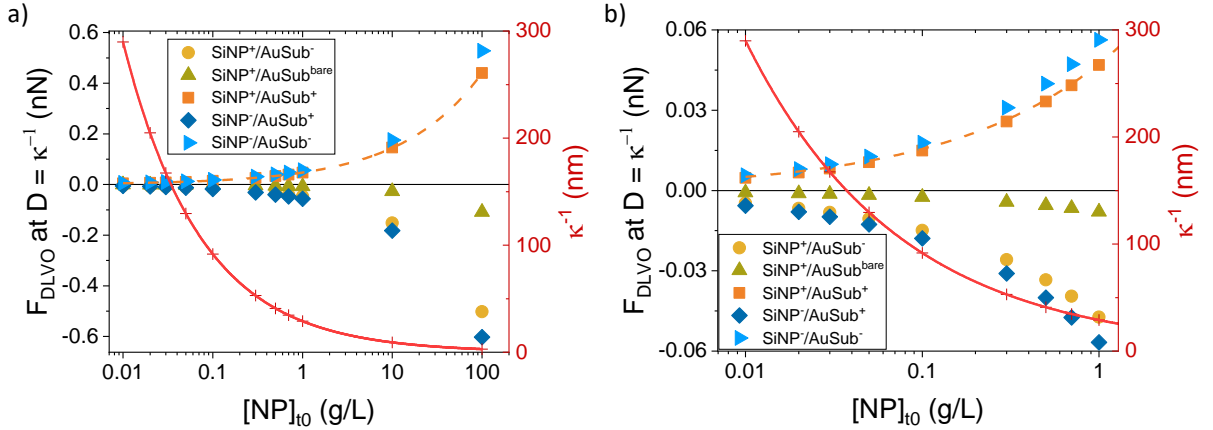 a)
0.6
0.4
0.2
0.0
-0.2
-0.4
-0.6
F_DLVO at D = κ⁻¹ (nN)
SiNP⁺/AuSub⁻
SiNP⁺/AuSub^bare
SiNP⁺/AuSub⁺
SiNP⁻/AuSub⁺
SiNP⁻/AuSub⁻
300
200
100
0
κ⁻¹ (nm)
0.01 0.1 1 10 100
[NP]_t0 (g/L)
b)
0.06
0.03
0.00
-0.03
-0.06
F_DLVO at D = κ⁻¹ (nN)
SiNP⁺/AuSub⁻
SiNP⁺/AuSub^bare
SiNP⁺/AuSub⁺
SiNP⁻/AuSub⁺
SiNP⁻/AuSub⁻
300
200
100
0
κ⁻¹ (nm)
0.01 0.1 1
[NP]_t0 (g/L)